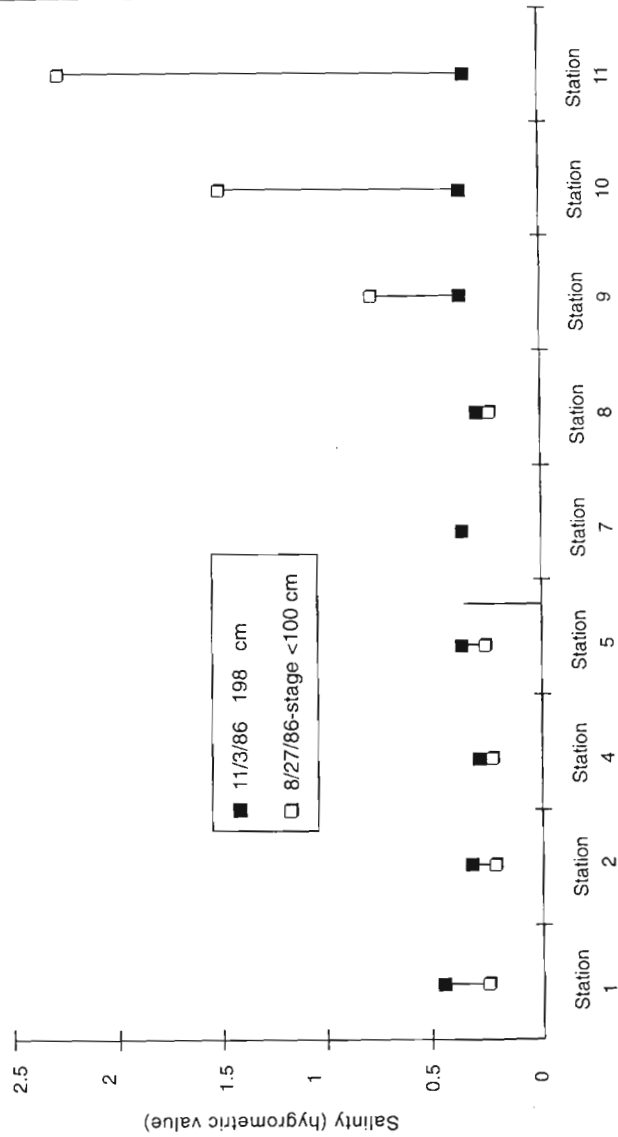 2.5
2
1.5
1
0.5
0
Salinty (hygrometric value)
11/3/86 198 cm
8/27/86-stage <100 cm
Station 1
Station 2
Station 4
Station 5
Station 7
Station 8
Station 9
Station 10
Station 11